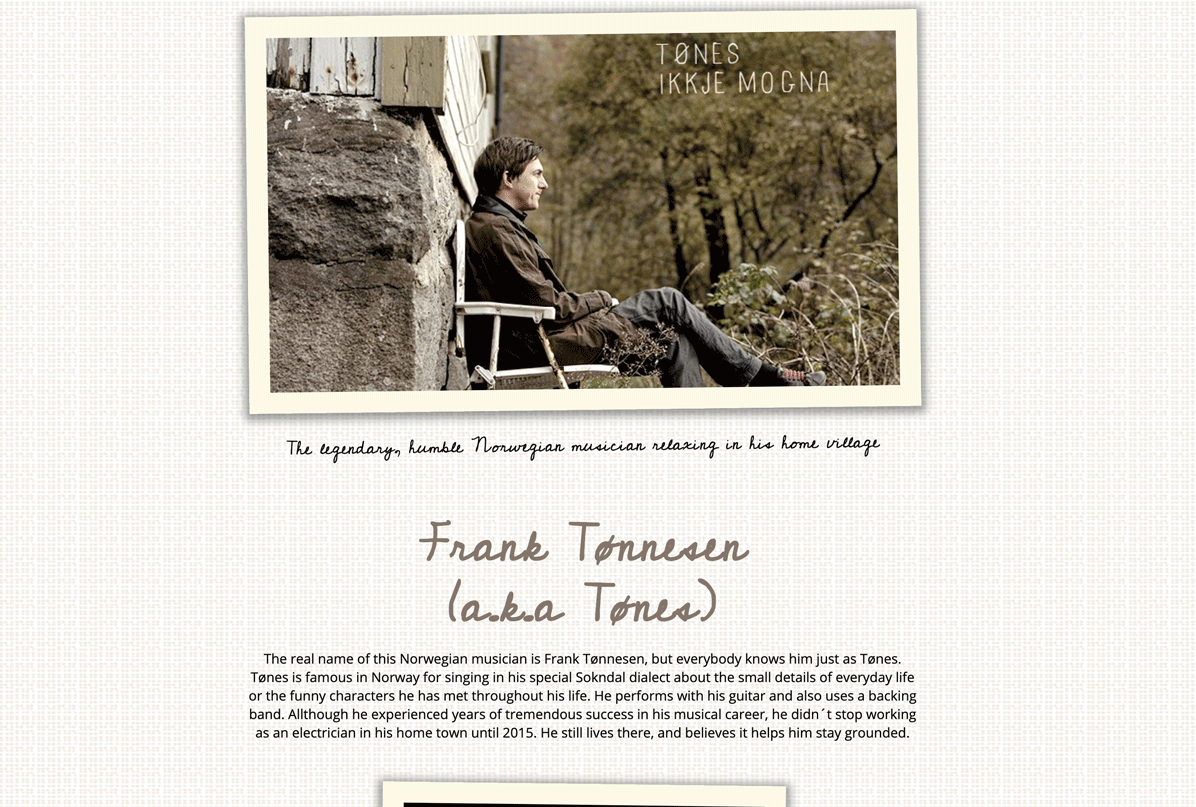 TØNES
IKKJE MOGNA
The legendary, humble Norwegian musician relaxing in his home village
Frank Tønnesen
(a.k.a Tønes)
The real name of this Norwegian musician is Frank Tønnesen, but everybody knows him just as Tønes.
Tønes is famous in Norway for singing in his special Sokndal dialect about the small details of everyday life
or the funny characters he has met throughout his life. He performs with his guitar and also uses a backing
band. Allthough he experienced years of tremendous success in his musical career, he didn´t stop working
as an electrician in his home town until 2015. He still lives there, and believes it helps him stay grounded.